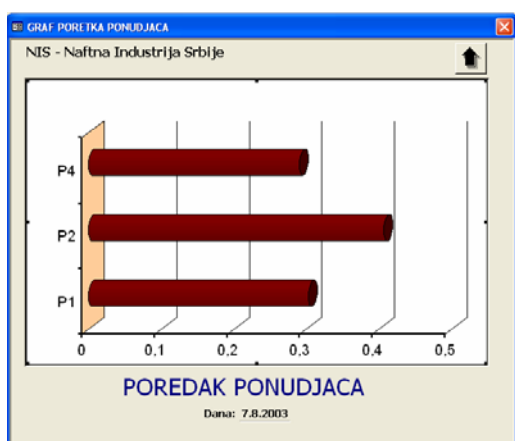 GRAF PORETKA PONUDJACA
NIS - Naftna Industrija Srbije
P4
P2
P1
0 0,1 0,2 0,3 0,4 0,5
POREDAK PONUDJACA
Dana: 7.8.2003